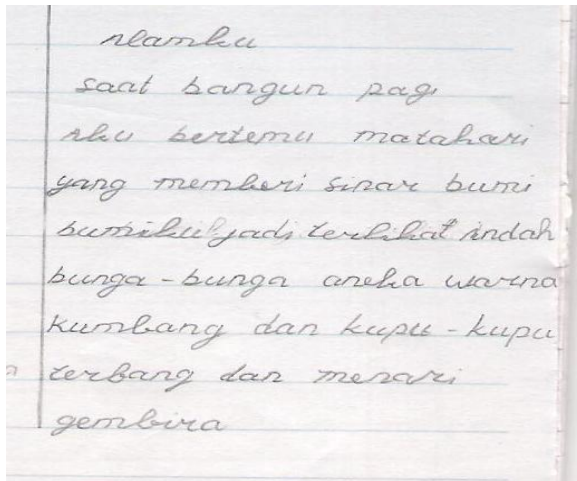 Alamku
saat bangun pagi
Aku bertemu matahari
yang memberi sinar bumi
bumiku jadi terlihat indah
bunga-bunga aneka warna
kumbang dan kupu-kupu
terbang dan menari
gembira